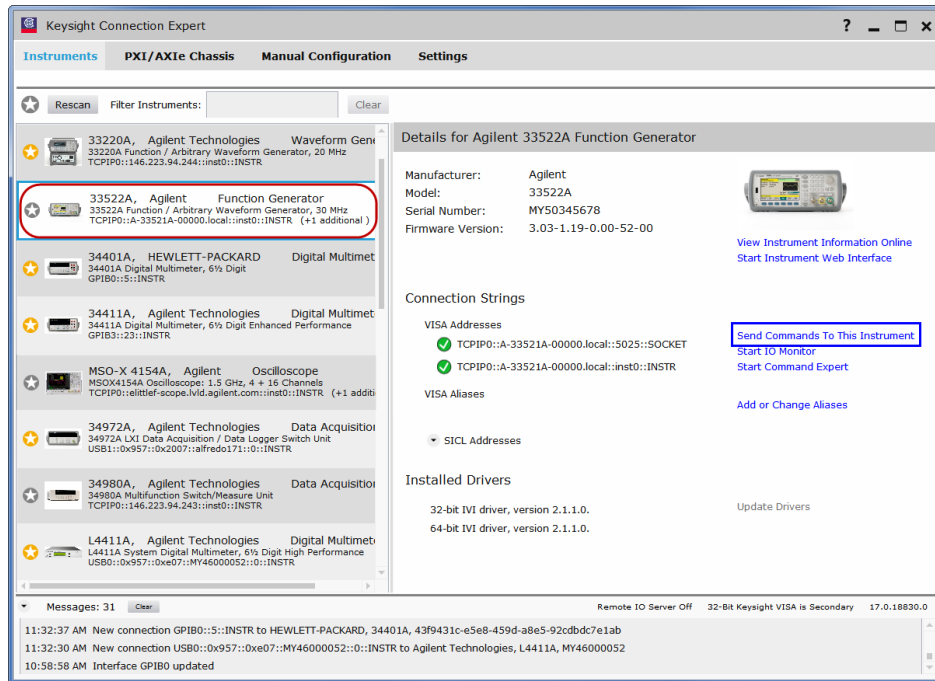 Keysight Connection Expert ?
Instruments PXI/AXIe Chassis Manual Configuration Settings
Rescan Filter Instruments: Clear
33220A, Agilent Technologies Waveform Gene
33220A Function / Arbitrary Waveform Generator, 20 MHz
TCPIP0::146.223.94.244::inst0::INSTR
33522A, Agilent Function Generator
33522A Function / Arbitrary Waveform Generator, 30 MHz
TCPIP0::A-33521A-00000.local::inst0::INSTR (+1 additional )
34401A, HEWLETT-PACKARD Digital Multimet
34401A Digital Multimeter, 6½ Digit
GPIB0::5::INSTR
34411A, Agilent Technologies Digital Multimet
34411A Digital Multimeter, 6½ Digit Enhanced Performance
GPIB3::23::INSTR
MSO-X 4154A, Agilent Oscilloscope
MSOX4154A Oscilloscope: 1.5 GHz, 4 + 16 Channels
TCPIP0::elittlef-scope.lvld.agilent.com::inst0::INSTR (+1 additi
34972A, Agilent Technologies Data Acquisition
34972A LXI Data Acquisition / Data Logger Switch Unit
USB1::0x957::0x2007::alfredo171::0::INSTR
34980A, Agilent Technologies Data Acquisition
34980A Multifunction Switch/Measure Unit
TCPIP0::146.223.94.243::inst0::INSTR
L4411A, Agilent Technologies Digital Multimet
L4411A System Digital Multimeter, 6½ Digit High Performance
USB0::0x957::0xe07::MY46000052::0::INSTR
Details for Agilent 33522A Function Generator
Manufacturer: Agilent
Model: 33522A
Serial Number: MY50345678
Firmware Version: 3.03-1.19-0.00-52-00
View Instrument Information Online
Start Instrument Web Interface
Connection Strings
VISA Addresses
TCPIP0::A-33521A-00000.local::5025::SOCKET
TCPIP0::A-33521A-00000.local::inst0::INSTR
VISA Aliases
SICL Addresses
Send Commands To This Instrument
Start IO Monitor
Start Command Expert
Add or Change Aliases
Installed Drivers
32-bit IVI driver, version 2.1.1.0.
64-bit IVI driver, version 2.1.1.0.
Update Drivers
Messages: 31 Clear Remote IO Server Off 32-Bit Keysight VISA is Secondary 17.0.18830.0
11:32:37 AM New connection GPIB0::5::INSTR to HEWLETT-PACKARD, 34401A, 43f9431c-e5e8-459d-a8e5-92cdbdc7e1ab
11:32:30 AM New connection USB0::0x957::0xe07::MY46000052::0::INSTR to Agilent Technologies, L4411A, MY46000052
10:58:58 AM Interface GPIB0 updated